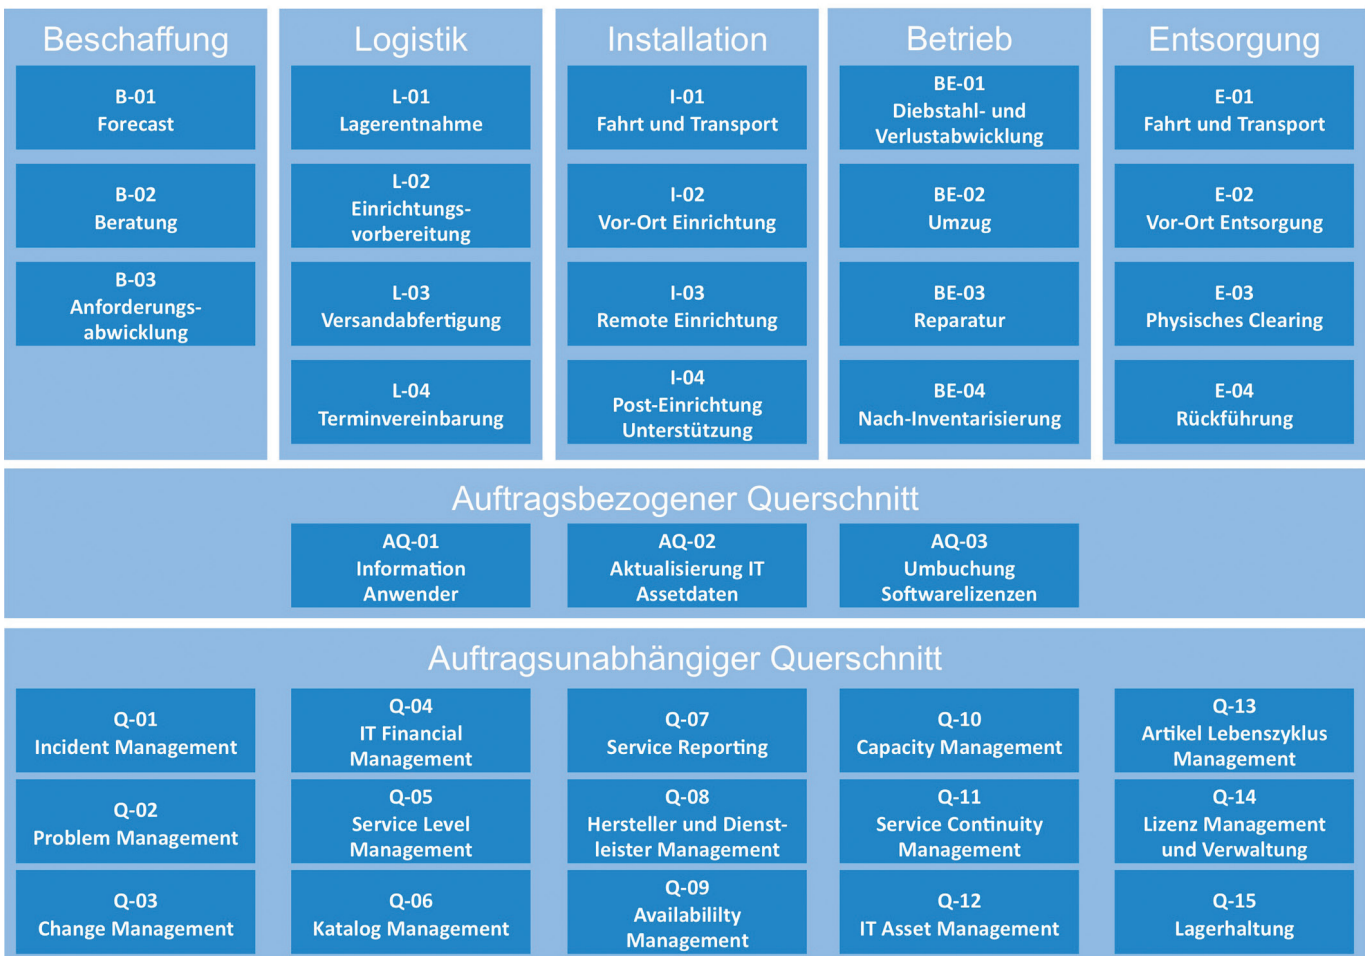 Beschaffung
B-01
Forecast
B-02
Beratung
B-03
Anforderungs-
abwicklung
Logistik
L-01
Lagerentnahme
L-02
Einrichtungs-
vorbereitung
L-03
Versandabfertigung
L-04
Terminvereinbarung
Installation
I-01
Fahrt und Transport
I-02
Vor-Ort Einrichtung
I-03
Remote Einrichtung
I-04
Post-Einrichtung
Unterstützung
Betrieb
BE-01
Diebstahl- und
Verlustabwicklung
BE-02
Umzug
BE-03
Reparatur
BE-04
Nach-Inventarisierung
Entsorgung
E-01
Fahrt und Transport
E-02
Vor-Ort Entsorgung
E-03
Physisches Clearing
E-04
Rückführung
Auftragsbezogener Querschnitt
AQ-01
Information
Anwender
AQ-02
Aktualisierung IT
Assetdaten
AQ-03
Umbuchung
Softwarelizenzen
Auftragsunabhängiger Querschnitt
Q-01
Incident Management
Q-02
Problem Management
Q-03
Change Management
Q-04
IT Financial
Management
Q-05
Service Level
Management
Q-06
Katalog Management
Q-07
Service Reporting
Q-08
Hersteller und Dienst-
leister Management
Q-09
Availabililty
Management
Q-10
Capacity Management
Q-11
Service Continuity
Management
Q-12
IT Asset Management
Q-13
Artikel Lebenszyklus
Management
Q-14
Lizenz Management
und Verwaltung
Q-15
Lagerhaltung